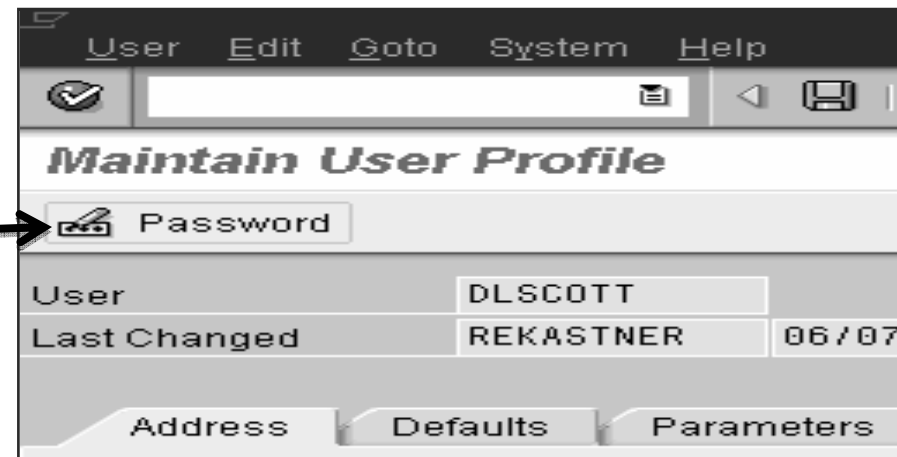 User Edit Goto System Help
Maintain User Profile
Password
User DLSCOTT
Last Changed REKASTNER 06/07
Address Defaults Parameters